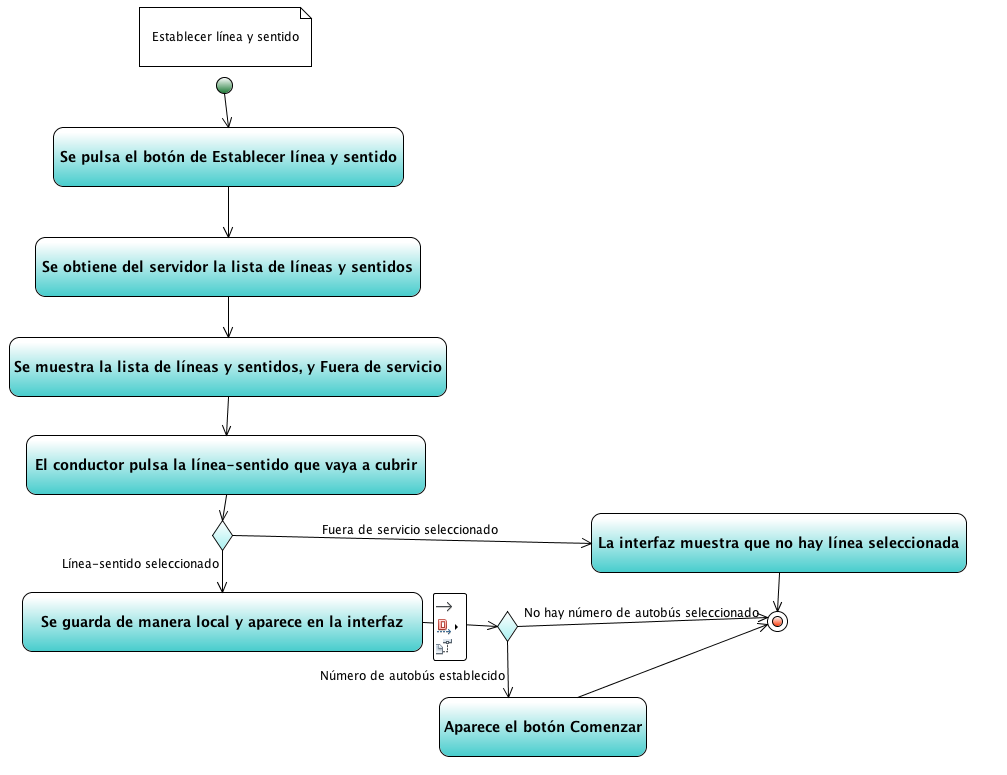 Establecer línea y sentido
Se pulsa el botón de Establecer línea y sentido
Se obtiene del servidor la lista de líneas y sentidos
Se muestra la lista de líneas y sentidos, y Fuera de servicio
El conductor pulsa la línea-sentido que vaya a cubrir
Fuera de servicio seleccionado
La interfaz muestra que no hay línea seleccionada
Línea-sentido seleccionado
Se guarda de manera local y aparece en la interfaz
No hay número de autobús seleccionado
Número de autobús establecido
Aparece el botón Comenzar